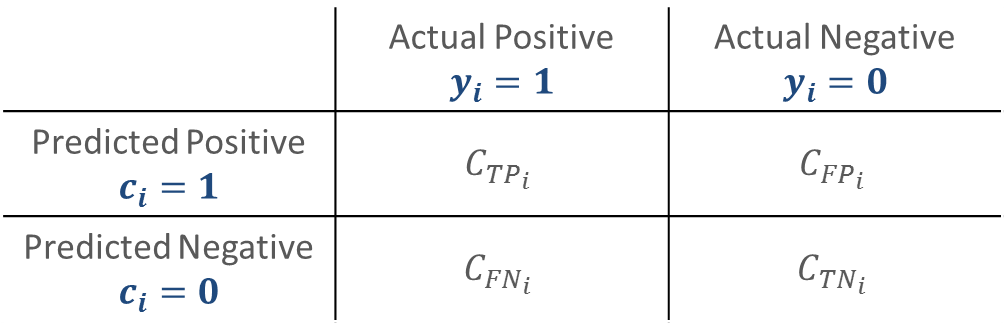 Actual Positive
y_i = 1
Actual Negative
y_i = 0
Predicted Positive
c_i = 1
C_{TP_i}
C_{FP_i}
Predicted Negative
c_i = 0
C_{FN_i}
C_{TN_i}